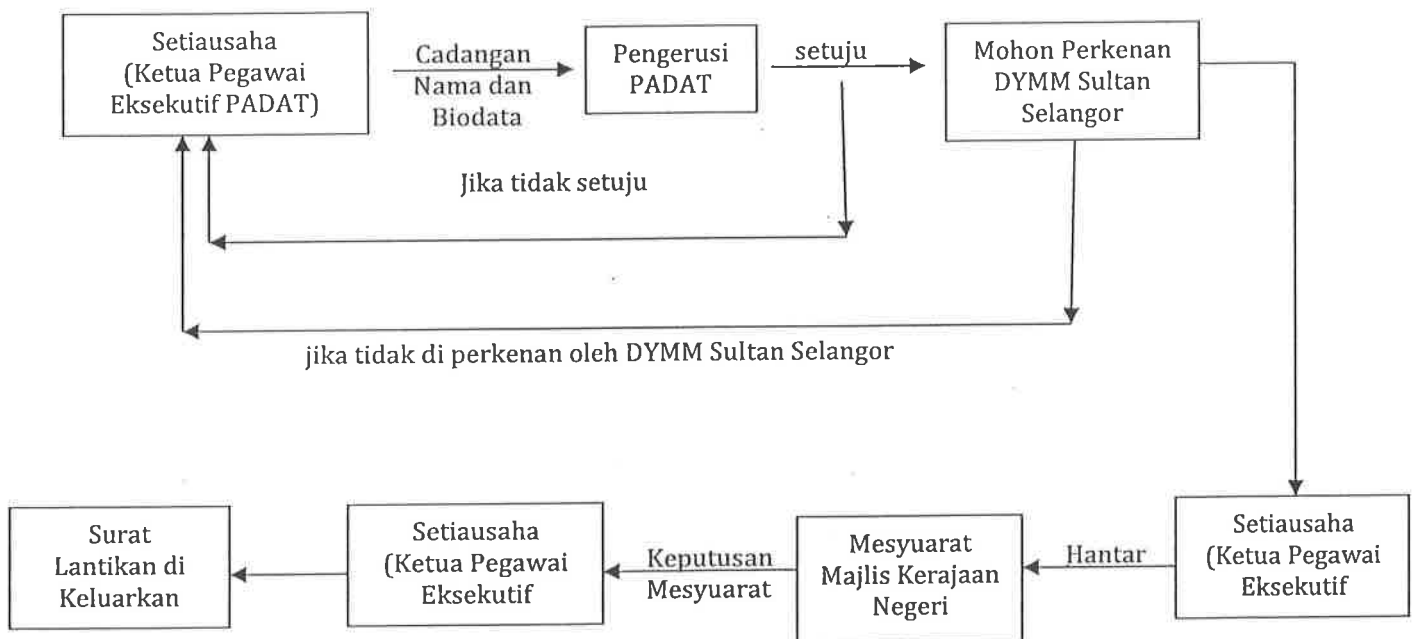 Setiausaha
(Ketua Pegawai
Eksekutif PADAT)
Cadangan
Nama dan
Biodata
Pengerusi
PADAT
setuju
Mohon Perkenan
DYMM Sultan
Selangor
Jika tidak setuju
jika tidak di perkenan oleh DYMM Sultan Selangor
Surat
Lantikan di
Keluarkan
Setiausaha
(Ketua Pegawai
Eksekutif
Keputusan
Mesyuarat
Mesyuarat
Majlis Kerajaan
Negeri
Hantar
Setiausaha
(Ketua Pegawai
Eksekutif